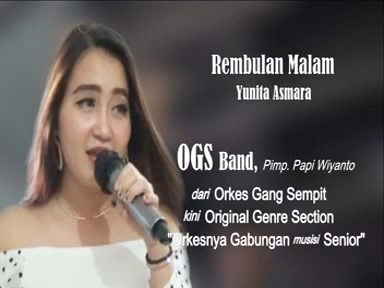 Rembulan Malam
Yunita Asmara
OGS Band, Pimp. Papi Wiyanto
dari Orkes Gang Sempit
kini Original Genre Section
"Orkesnya Gabungan musisi Senior"